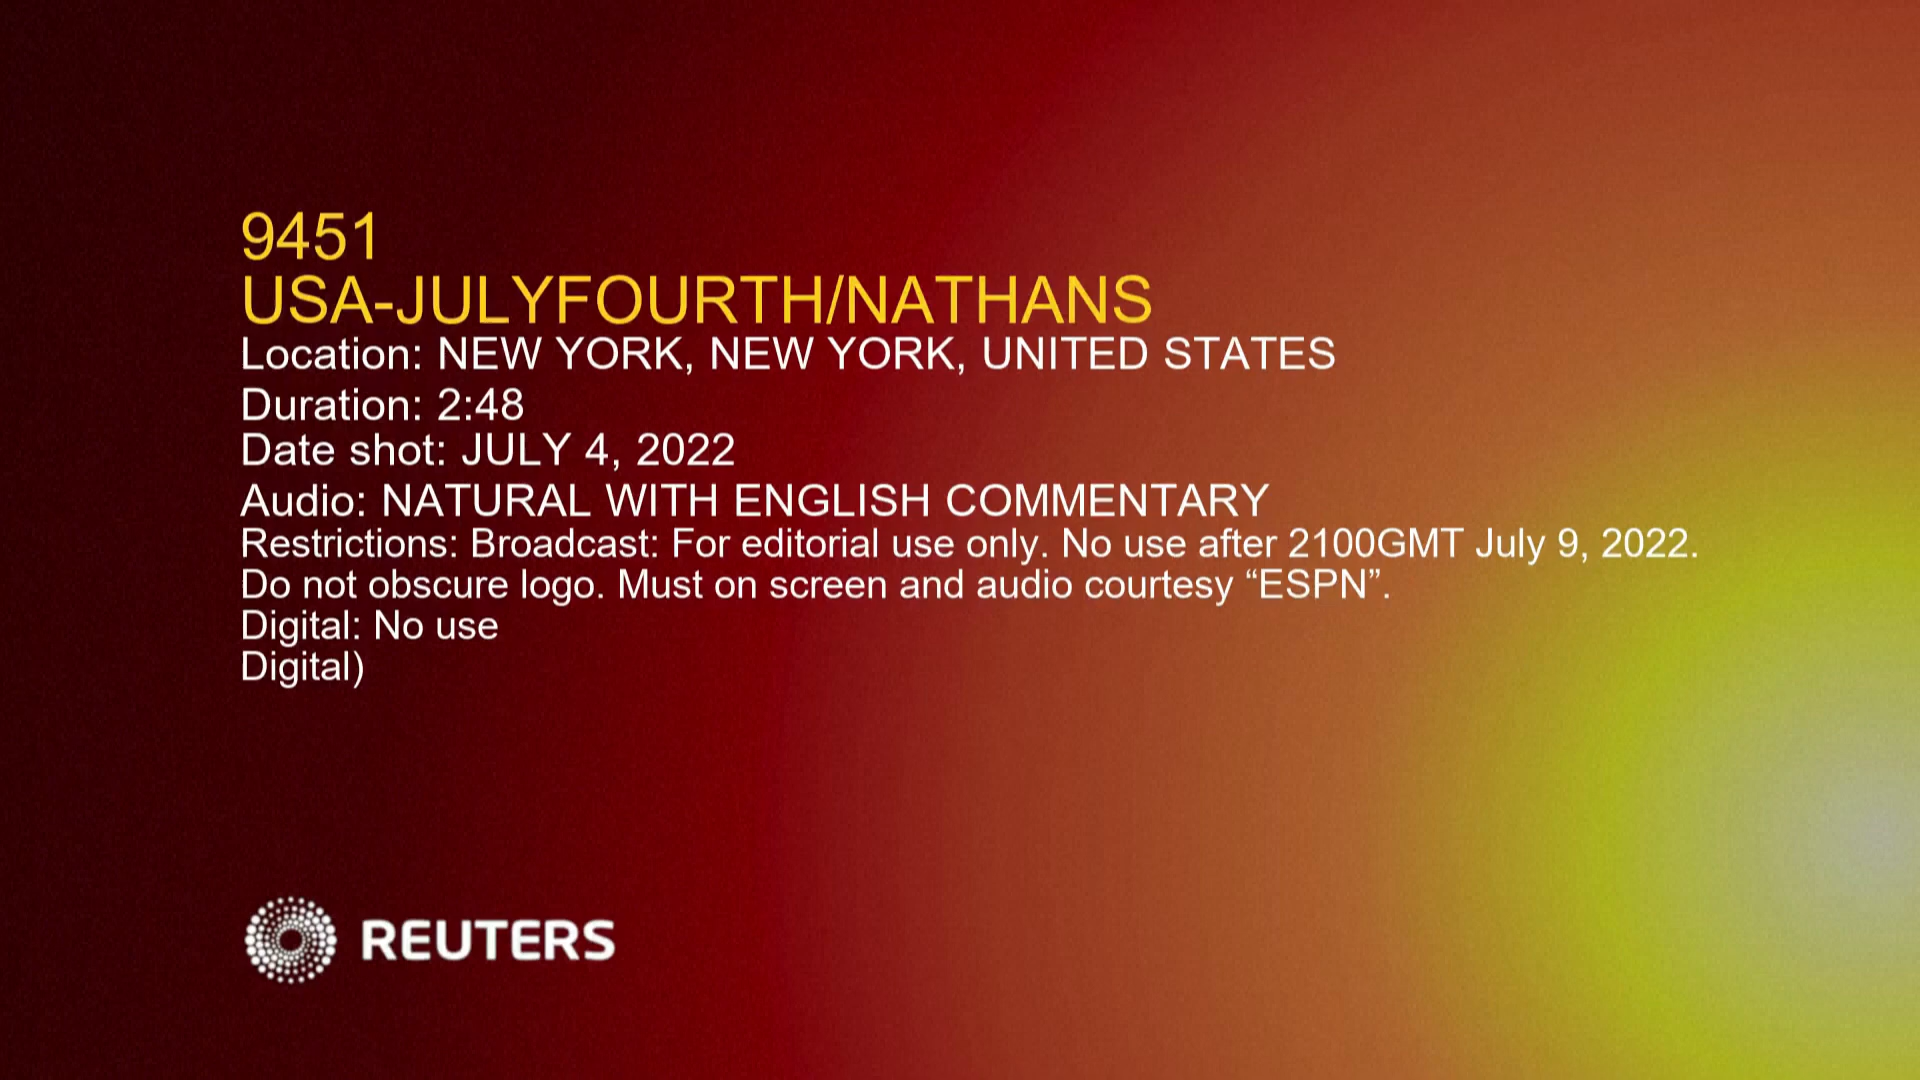 9451
USA-JULYFOURTH/NATHANS
Location: NEW YORK, NEW YORK, UNITED STATES
Duration: 2:48
Date shot: JULY 4, 2022
Audio: NATURAL WITH ENGLISH COMMENTARY
Restrictions: Broadcast: For editorial use only. No use after 2100GMT July 9, 2022.
Do not obscure logo. Must on screen and audio courtesy “ESPN”.
Digital: No use
Digital)
REUTERS